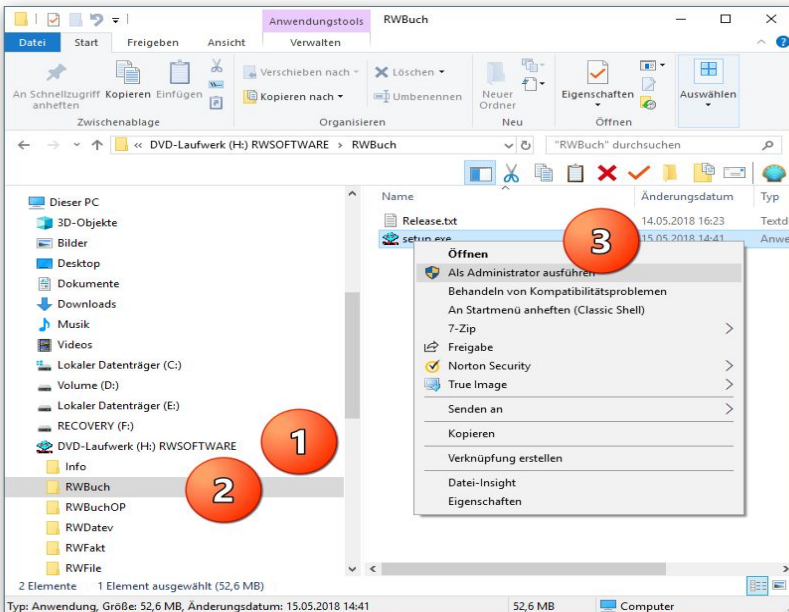 Anwendungstools RWBuch
Datei Start Freigeben Ansicht Verwalten
An Schnellzugriff anheften
Kopieren
Einfügen
Zwischenablage
Verschieben nach
Kopieren nach
Löschen
Umbenennen
Organisieren
Neuer Ordner
Neu
Eigenschaften
Öffnen
Auswählen
« DVD-Laufwerk (H:) RWSOFTWARE > RWBuch
"RWBuch" durchsuchen
Dieser PC
3D-Objekte
Bilder
Desktop
Dokumente
Downloads
Musik
Videos
Lokaler Datenträger (C:)
Volume (D:)
Lokaler Datenträger (E:)
RECOVERY (F:)
DVD-Laufwerk (H:) RWSOFTWARE
1
Info
RWBuch
2
RWBuchOP
RWDatev
RWFakt
RWFile
Name Änderungsdatum Typ
Release.txt 14.05.2018 16:23 Textd
setup.exe 15.05.2018 14:41 Anwe
3
Öffnen
Als Administrator ausführen
Behandeln von Kompatibilitätsproblemen
An Startmenü anheften (Classic Shell)
7-Zip
Freigabe
Norton Security
True Image
Senden an
Kopieren
Verknüpfung erstellen
Datei-Insight
Eigenschaften
2 Elemente 1 Element ausgewählt (52,6 MB)
Typ: Anwendung, Größe: 52,6 MB, Änderungsdatum: 15.05.2018 14:41 52,6 MB Computer